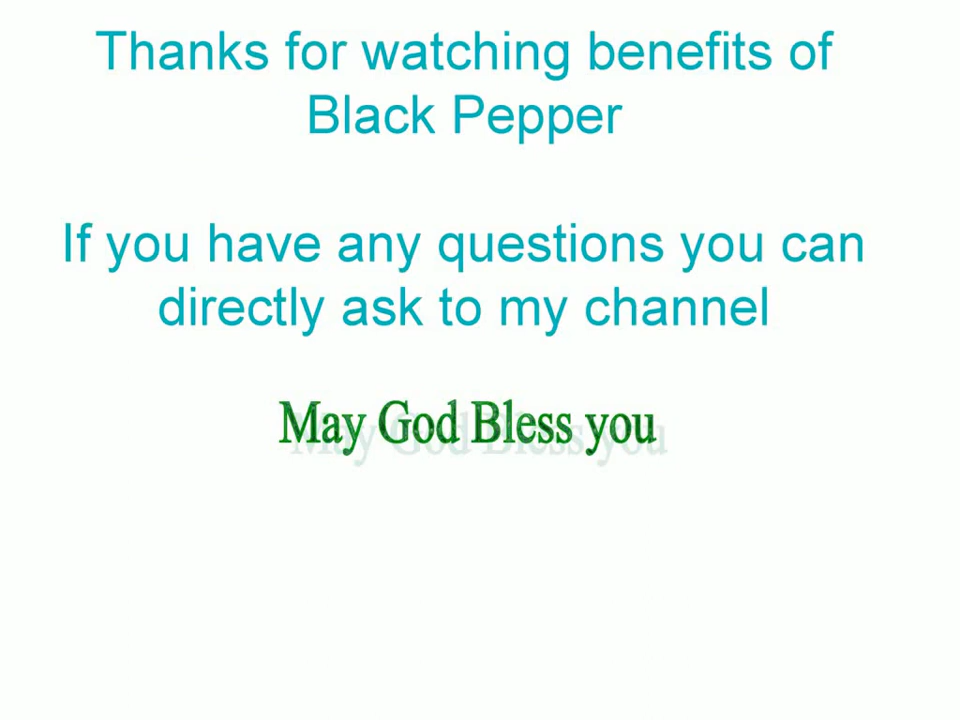 Thanks for watching benefits of
Black Pepper
If you have any questions you can
directly ask to my channel
May God Bless you